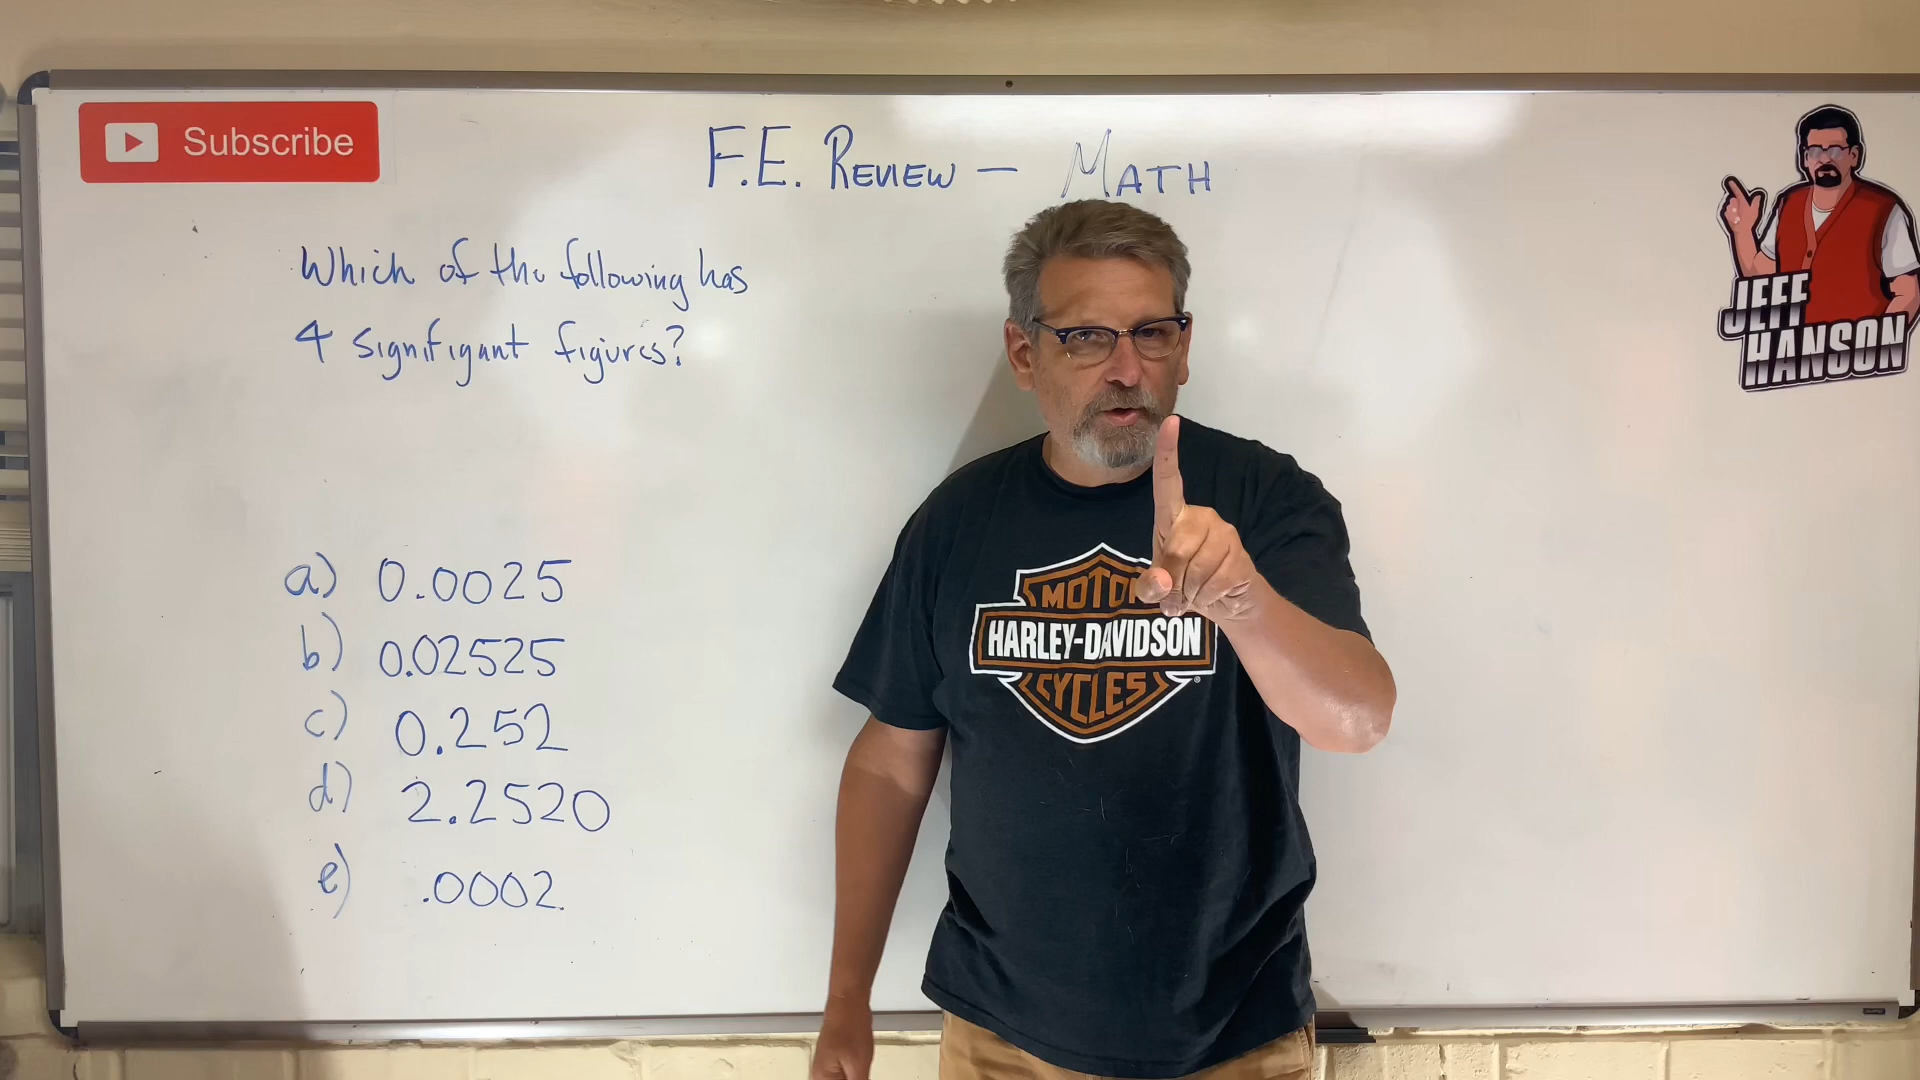 Subscribe
F.E. REVIEW - MATH
Which of the following has
4 signifigant figures?
a) 0.0025
b) 0.02525
c) 0.252
d) 2.2520
e) .0002
JEFF
HANSON
MOTOR
HARLEY-DAVIDSON
CYCLES